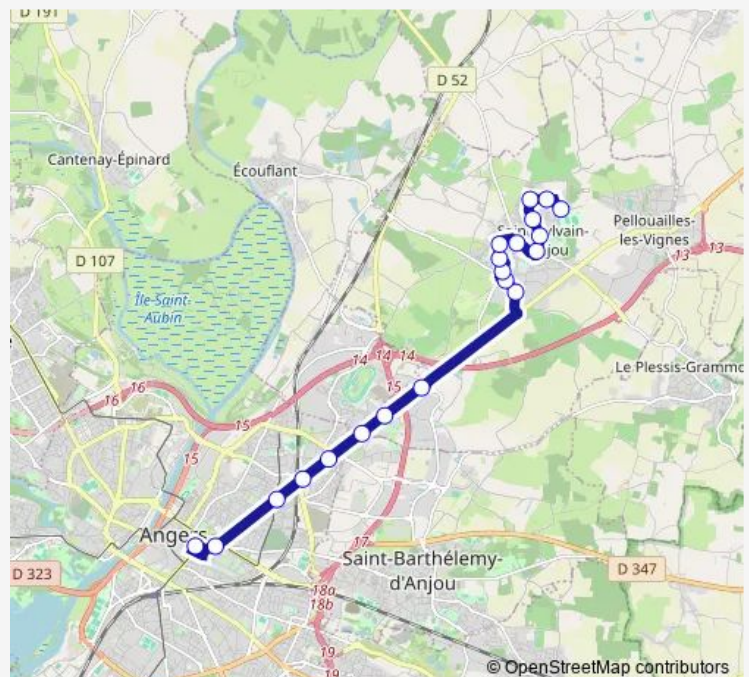 D 191
D 52
Cantenay-Épinard
Écouflant
Pellouailles-
les-Vignes
D 107
13
13
Île-Saint-
Aubin
14
14
14
Le Plessis-Grammo
16
16
15
15
15
Angers
17
Saint-Barthélemy-
d'Anjou
D 323
D 347
18a
18b
19
19
© OpenStreetMap contributors